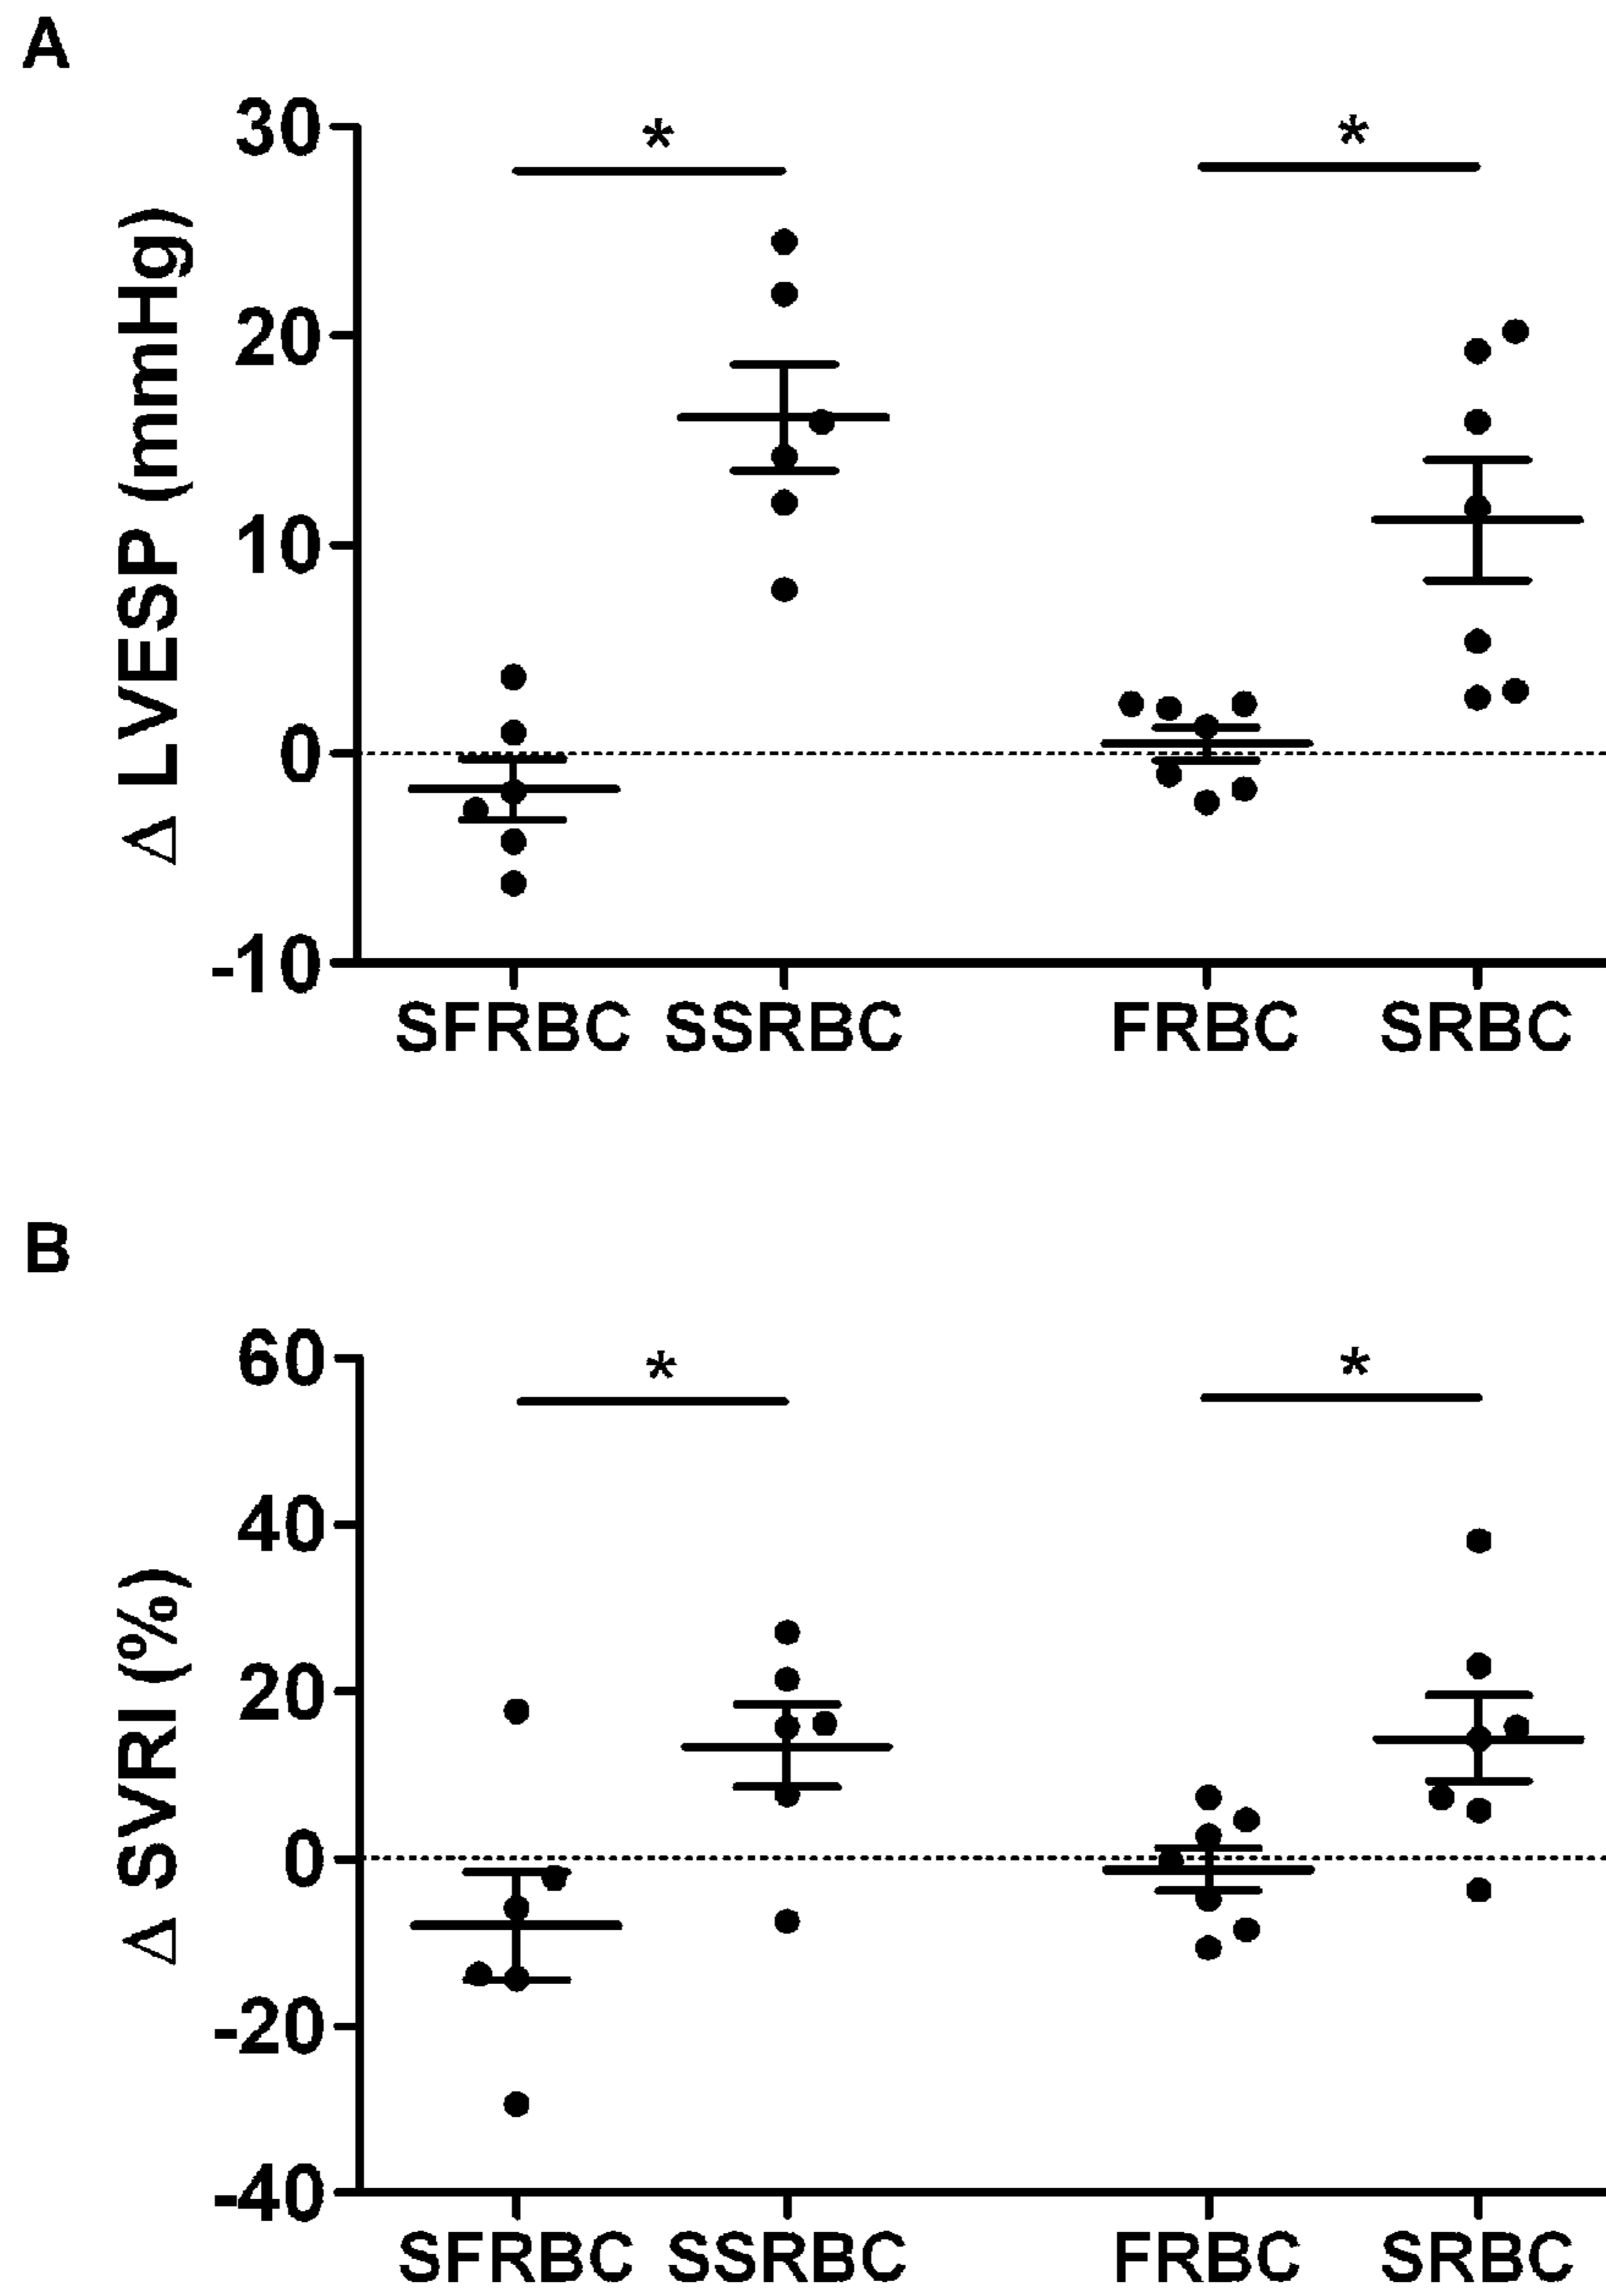 A
30
*
*
20
10
0
-10
Δ LVESP (mmHg)
SFRBC SSRBC FRBC SRBC
B
60
*
*
40
20
0
-20
-40
Δ SVRI (%)
SFRBC SSRBC FRBC SRBC